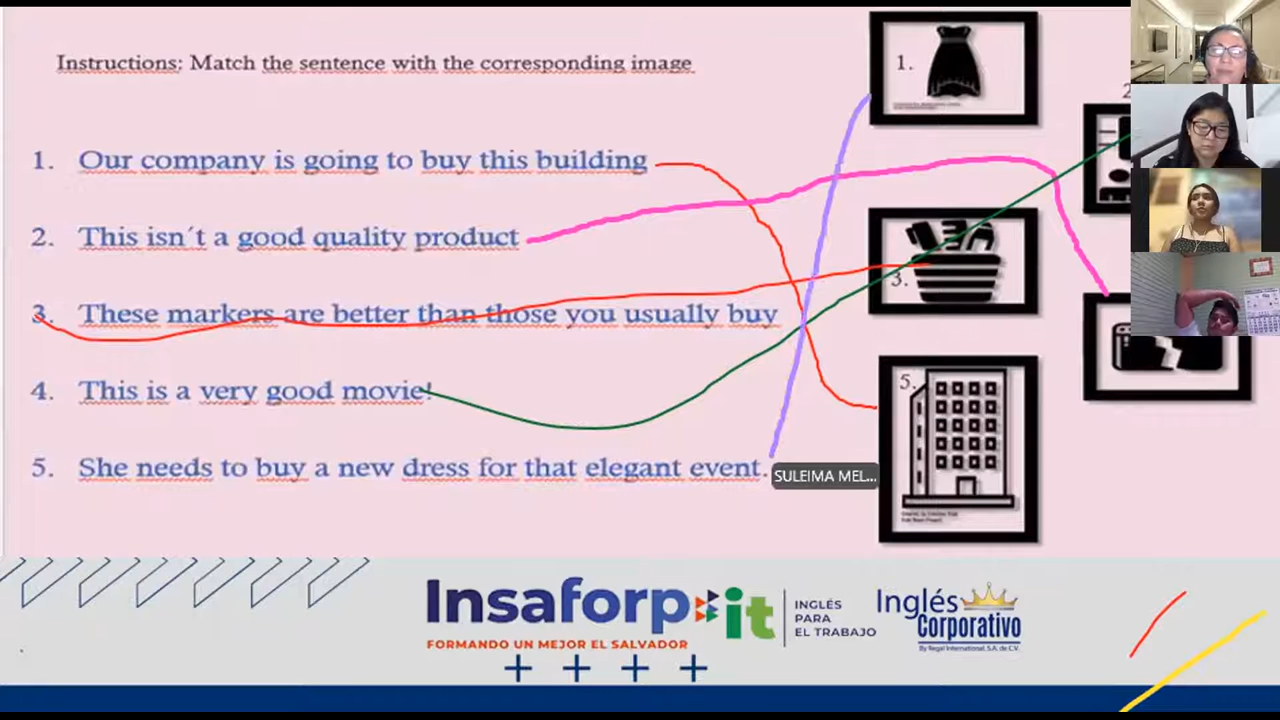 Instructions: Match the sentence with the corresponding image
1. Our company is going to buy this building
2. This isn´t a good quality product
3. These markers are better than those you usually buy
4. This is a very good movie!
5. She needs to buy a new dress for that elegant event.
1.
2
3.
5.
SULEIMA MEL...
Insaforp it
FORMANDO UN MEJOR EL SALVADOR
INGLÉS
PARA
EL TRABAJO
Inglés
Corporativo
By Regal International, S.A. de C.V.